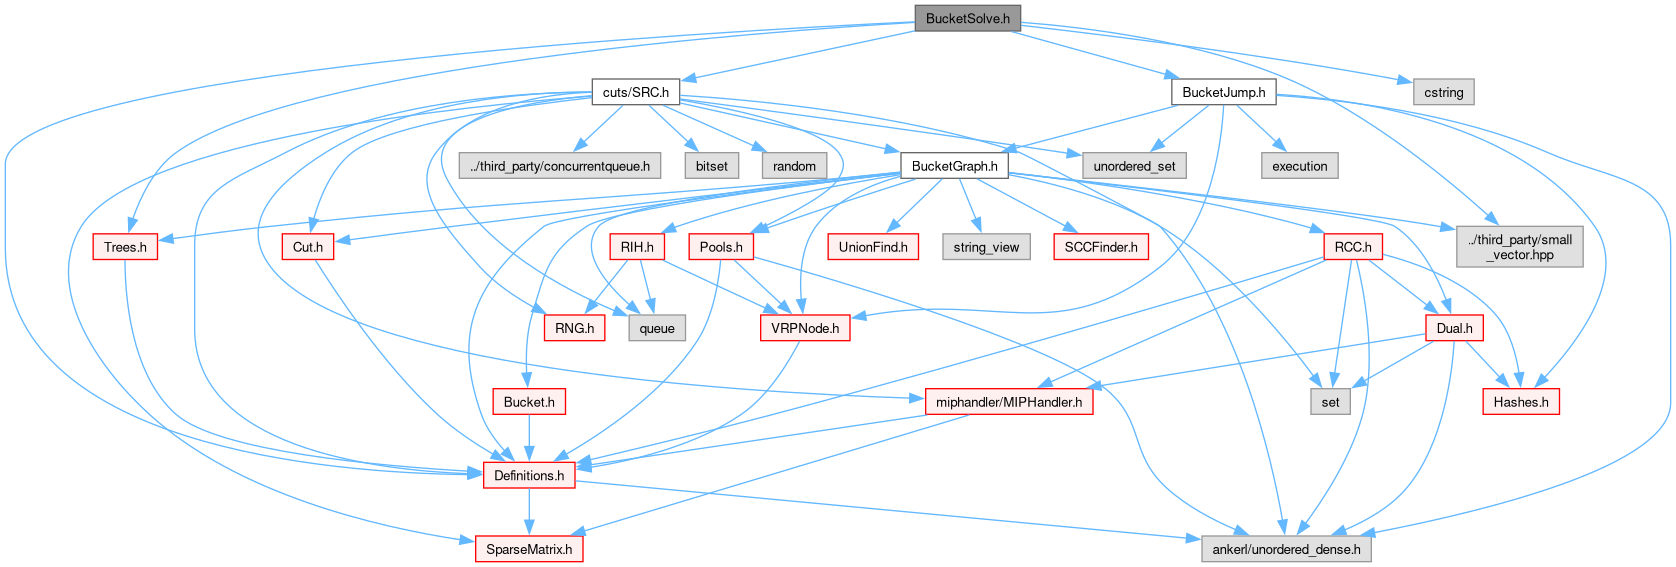 BucketSolve.h
cuts/SRC.h
BucketJump.h
cstring
../third_party/concurrentqueue.h
bitset
random
BucketGraph.h
unordered_set
execution
Trees.h
Cut.h
RIH.h
Pools.h
UnionFind.h
string_view
SCCFinder.h
RCC.h
../third_party/small
_vector.hpp
RNG.h
queue
VRPNode.h
Dual.h
Bucket.h
miphandler/MIPHandler.h
set
Hashes.h
Definitions.h
SparseMatrix.h
ankerl/unordered_dense.h